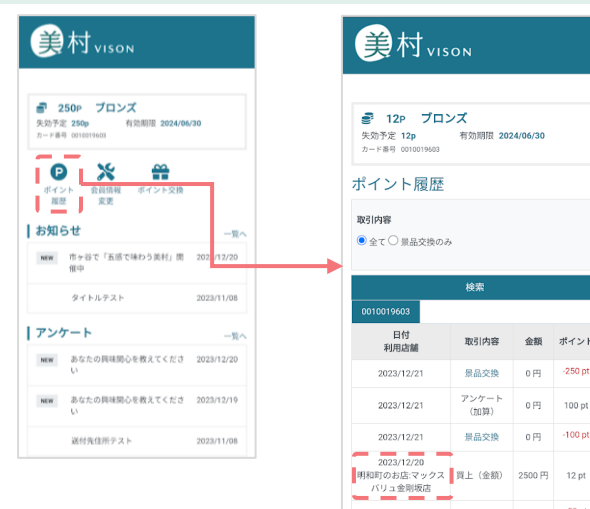 美村 VISON
250P ブロンズ
失効予定 250p 有効期限 2024/06/30
カード番号 0010019603
ポイント
履歴
会員情報
変更
ポイント交換
お知らせ
一覧へ
NEW 市ヶ谷で「五感で味わう美村」開 2023/12/20
催中
タイトルテスト 2023/11/08
アンケート
一覧へ
NEW あなたの興味関心を教えてくださ 2023/12/20
い
NEW あなたの興味関心を教えてくださ 2023/12/19
い
送付先住所テスト 2023/11/08
美村 VISON
12P ブロンズ
失効予定 12p 有効期限 2024/06/30
カード番号 0010019603
ポイント履歴
取引内容
全て 景品交換のみ
検索
0010019603
日付
利用店舗
取引内容 金額 ポイント
2023/12/21 景品交換 0 円 -250 pt
2023/12/21 アンケート
（加算） 0 円 100 pt
2023/12/21 景品交換 0 円 -100 pt
2023/12/20
明和町のお店:マックス
バリュ金剛坂店
買上（金額） 2500 円 12 pt